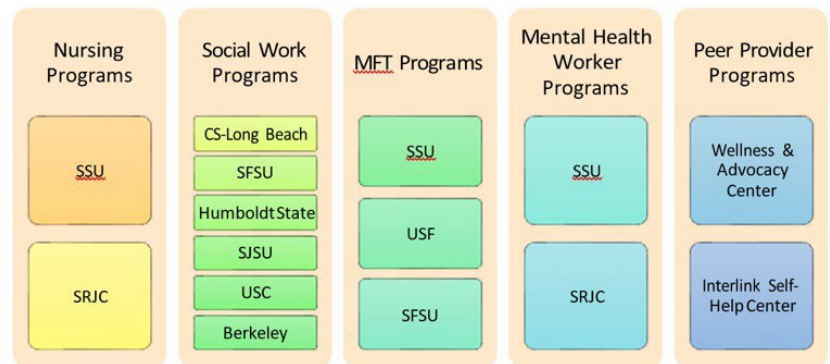 Nursing
Programs
SSU
SRJC
Social Work
Programs
CS-Long Beach
SFSU
Humboldt State
SJSU
USC
Berkeley
MFT Programs
SSU
USF
SFSU
Mental Health
Worker
Programs
SSU
SRJC
Peer Provider
Programs
Wellness &
Advocacy
Center
Interlink Self-
Help Center